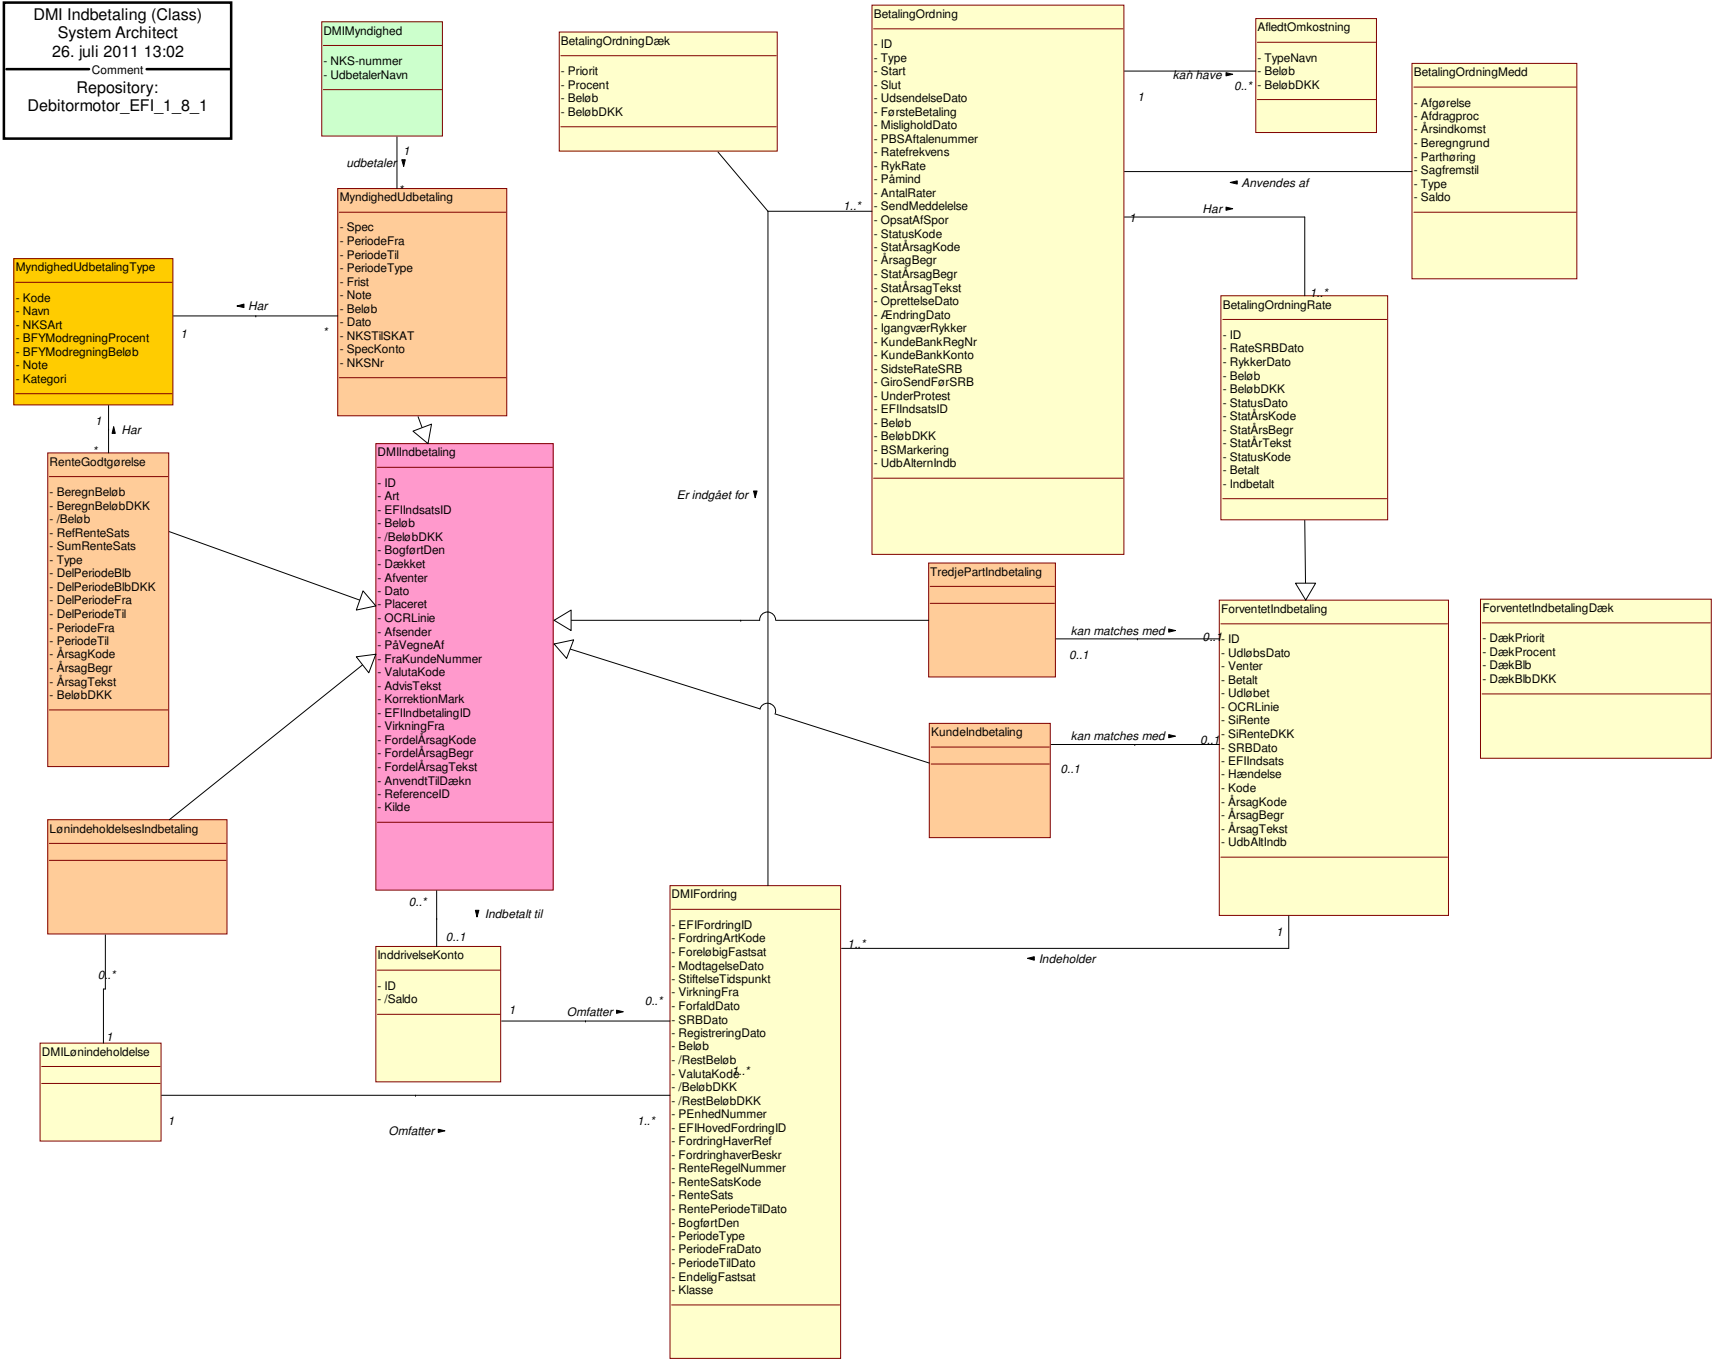 DMI Indbetaling (Class)
System Architect
26. juli 2011 13:02
Comment
Repository:
Debitormotor_EFI_1_8_1
DMIMyndighed
- NKS-nummer
- UdbetalerNavn
1
udbetaler
*
MyndighedUdbetaling
- Spec
- PeriodeFra
- PeriodeTil
- PeriodeType
- Frist
- Note
- Beløb
- Dato
- NKSTilSKAT
- SpecKonto
- NKSNr
MyndighedUdbetalingType
- Kode
- Navn
- NKSArt
- BFYModregningProcent
- BFYModregningBeløb
- Note
- Kategori
Har
1
*
1
Har
*
RenteGodtgørelse
- BeregnBeløb
- BeregnBeløbDKK
- /Beløb
- RefRenteSats
- SumRenteSats
- Type
- DelPeriodeBlb
- DelPeriodeBlbDKK
- DelPeriodeFra
- DelPeriodeTil
- PeriodeFra
- PeriodeTil
- ÅrsagKode
- ÅrsagBegr
- ÅrsagTekst
- BeløbDKK
DMIIndbetaling
- ID
- Art
- EFIIndsatsID
- Beløb
- /BeløbDKK
- BogførtDen
- Dækket
- Afventer
- Dato
- Placeret
- OCRLinie
- Afsender
- PåVegneAf
- FraKundeNummer
- ValutaKode
- AdvisTekst
- KorrektionMark
- EFIIndbetalingID
- VirkningFra
- FordelÅrsagKode
- FordelÅrsagBegr
- FordelÅrsagTekst
- AnvendtTilDækn
- ReferenceID
- Kilde
LønindeholdelsesIndbetaling
0..*
1
DMILønindeholdelse
1
Omfatter
1..*
0..*
Indbetalt til
0..1
InddrivelseKonto
- ID
- /Saldo
1
Omfatter
0..*
BetalingOrdningDæk
- Priorit
- Procent
- Beløb
- BeløbDKK
1..*
Er indgået for
1..*
BetalingOrdning
- ID
- Type
- Start
- Slut
- UdsendelseDato
- FørsteBetaling
- MisligholdDato
- PBSAftalenummer
- Ratefrekvens
- RykRate
- Påmind
- AntalRater
- SendMeddelelse
- OpsatAfSpor
- StatusKode
- StatÅrsagKode
- ÅrsagBegr
- StatÅrsagBegr
- StatÅrsagTekst
- OprettelseDato
- ÆndringDato
- IgangværRykker
- KundeBankRegNr
- KundeBankKonto
- SidsteRateSRB
- GiroSendFørSRB
- UnderProtest
- EFIIndsatsID
- Beløb
- BeløbDKK
- BSMarkering
- UdbAlternIndb
kan have
1
0..*
AfledtOmkostning
- TypeNavn
- Beløb
- BeløbDKK
BetalingOrdningMedd
- Afgørelse
- Afdragproc
- Årsindkomst
- Beregngrund
- Parthøring
- Sagfremstil
- Type
- Saldo
Anvendes af
1
Har
1..*
BetalingOrdningRate
- ID
- RateSRBDato
- RykkerDato
- Beløb
- BeløbDKK
- StatusDato
- StatÅrsKode
- StatÅrsBegr
- StatÅrTekst
- StatusKode
- Betalt
- Indbetalt
TredjePartIndbetaling
kan matches med
0..1
0..1
KundeIndbetaling
kan matches med
0..1
0..1
ForventetIndbetaling
- ID
- UdløbsDato
- Venter
- Betalt
- Udløbet
- OCRLinie
- SiRente
- SiRenteDKK
- SRBDato
- EFIIndsats
- Hændelse
- Kode
- ÅrsagKode
- ÅrsagBegr
- ÅrsagTekst
- UdbAltIndb
ForventetIndbetalingDæk
- DækPriorit
- DækProcent
- DækBlb
- DækBlbDKK
1
1..*
Indeholder
DMIFordring
- EFIFordringID
- FordringArtKode
- ForeløbigFastsat
- ModtagelseDato
- StiftelseTidspunkt
- VirkningFra
- ForfaldDato
- SRBDato
- RegistreringDato
- Beløb
- /RestBeløb
- ValutaKode
- /BeløbDKK
- /RestBeløbDKK
- PEnhedNummer
- EFIHovedFordringID
- FordringHaverRef
- FordringhaverBeskr
- RenteRegelNummer
- RenteSatsKode
- RenteSats
- RentePeriodeTilDato
- BogførtDen
- PeriodeType
- PeriodeFraDato
- PeriodeTilDato
- EndeligFastsat
- Klasse